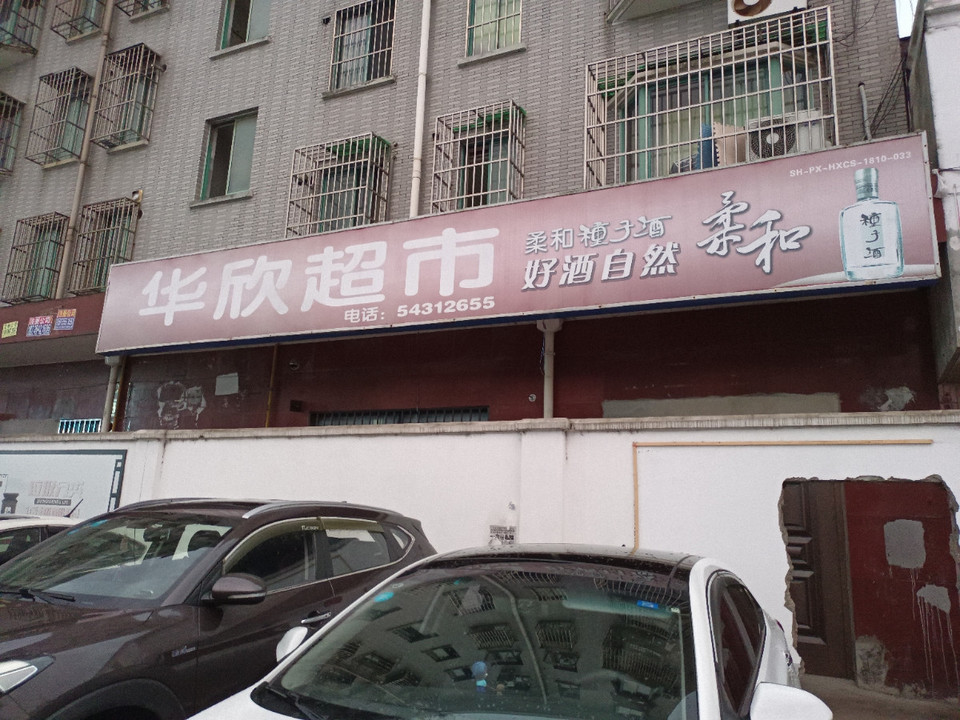 SH-PX-HXCS-1810-023
华欣超市
电话：54312655
柔和種子酒
好酒自然
柔和
種子酒